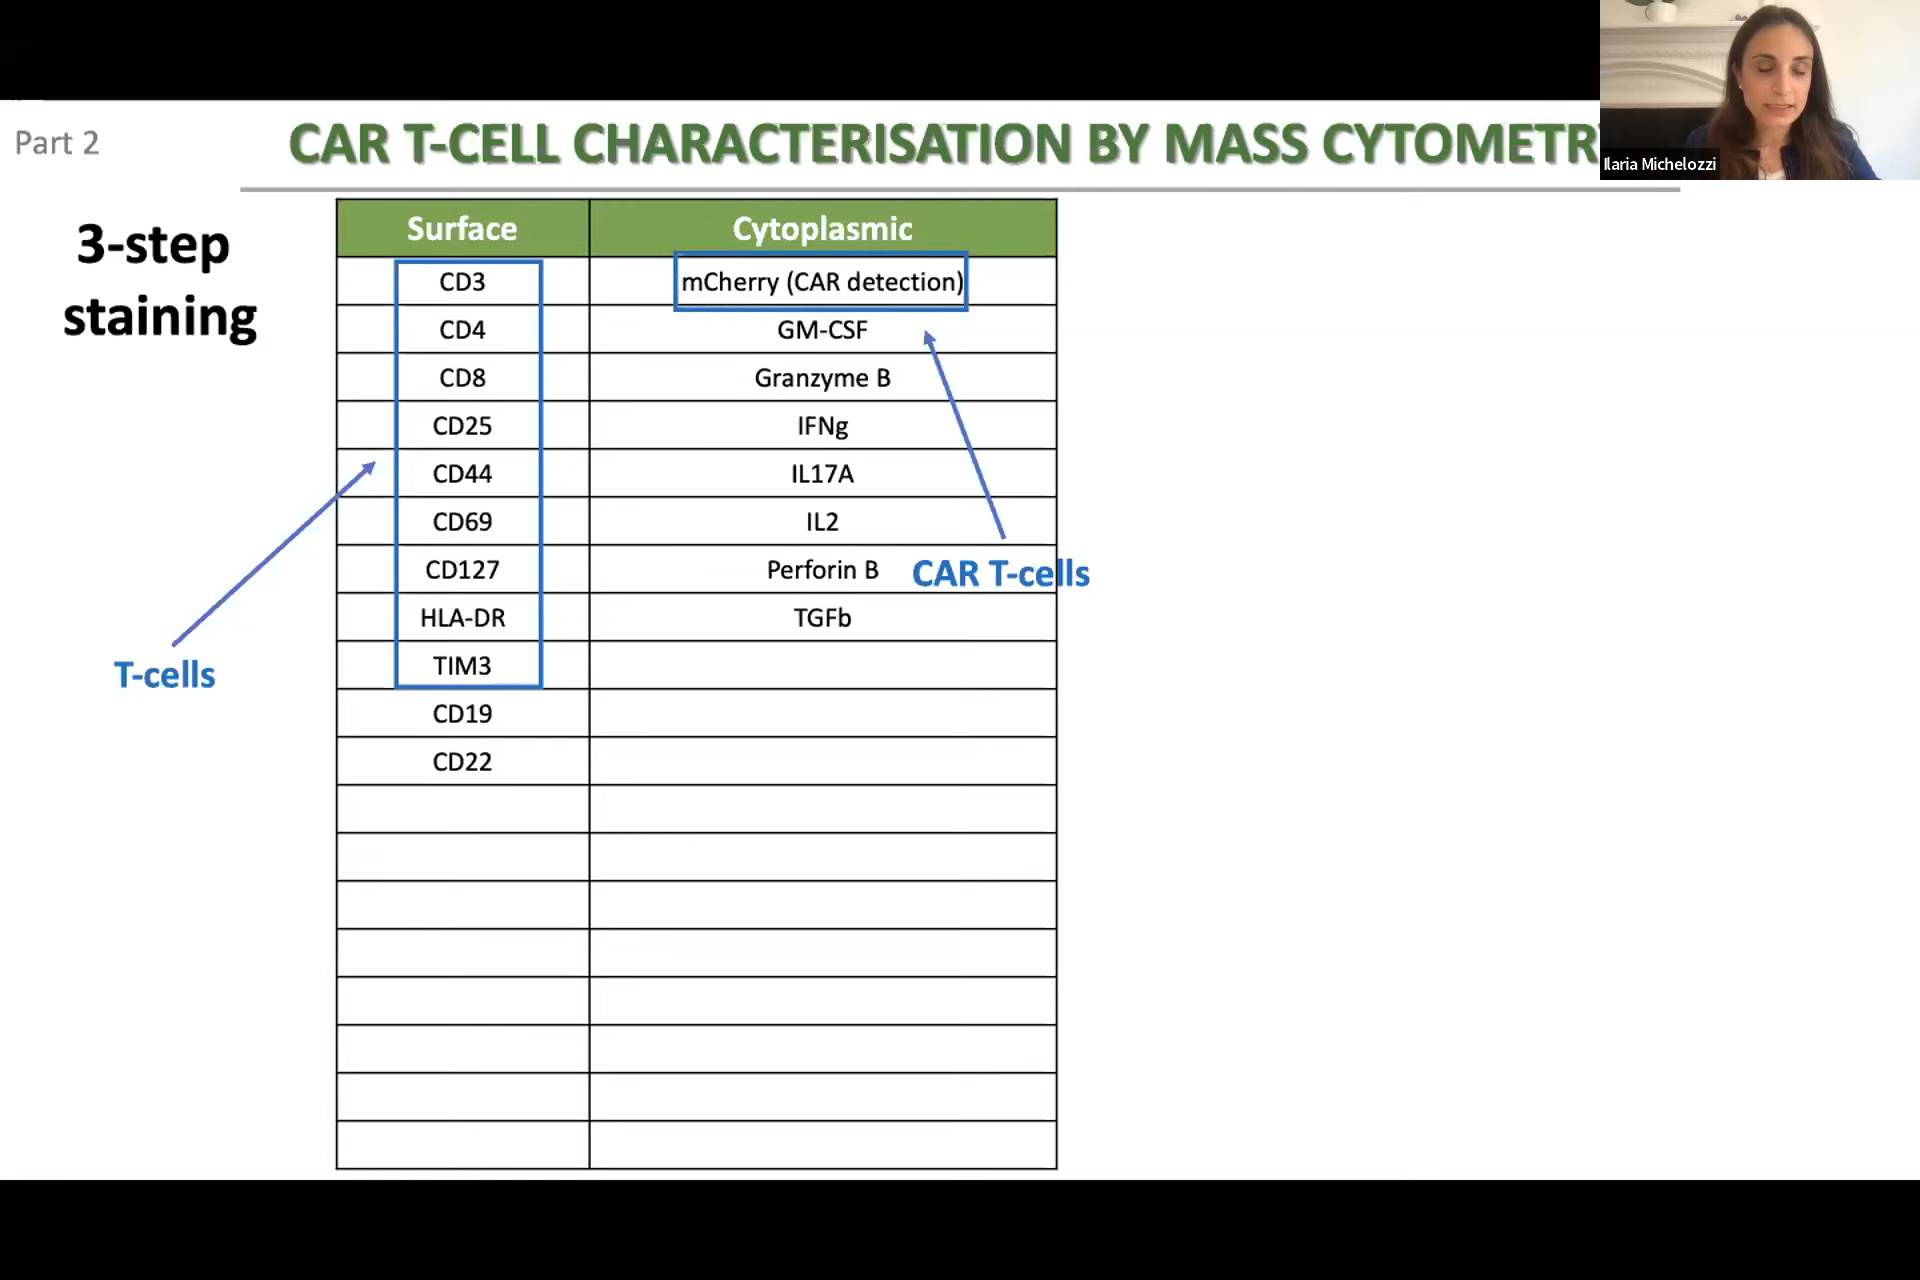 Part 2
CAR T-CELL CHARACTERISATION BY MASS CYTOMETR
Ilaria Michelozzi
3-step
staining
Surface Cytoplasmic
CD3 mCherry (CAR detection)
CD4 GM-CSF
CD8 Granzyme B
CD25 IFNg
CD44 IL17A
CD69 IL2
CD127 Perforin B
CAR T-cells
HLA-DR TGFb
TIM3
T-cells
CD19
CD22